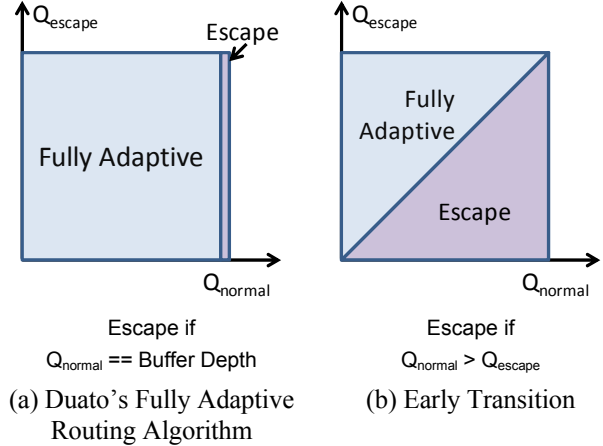 Q_escape
Escape
Fully Adaptive
Q_normal
Escape if
Q_normal == Buffer Depth
(a) Duato's Fully Adaptive
Routing Algorithm
Q_escape
Fully
Adaptive
Escape
Q_normal
Escape if
Q_normal > Q_escape
(b) Early Transition